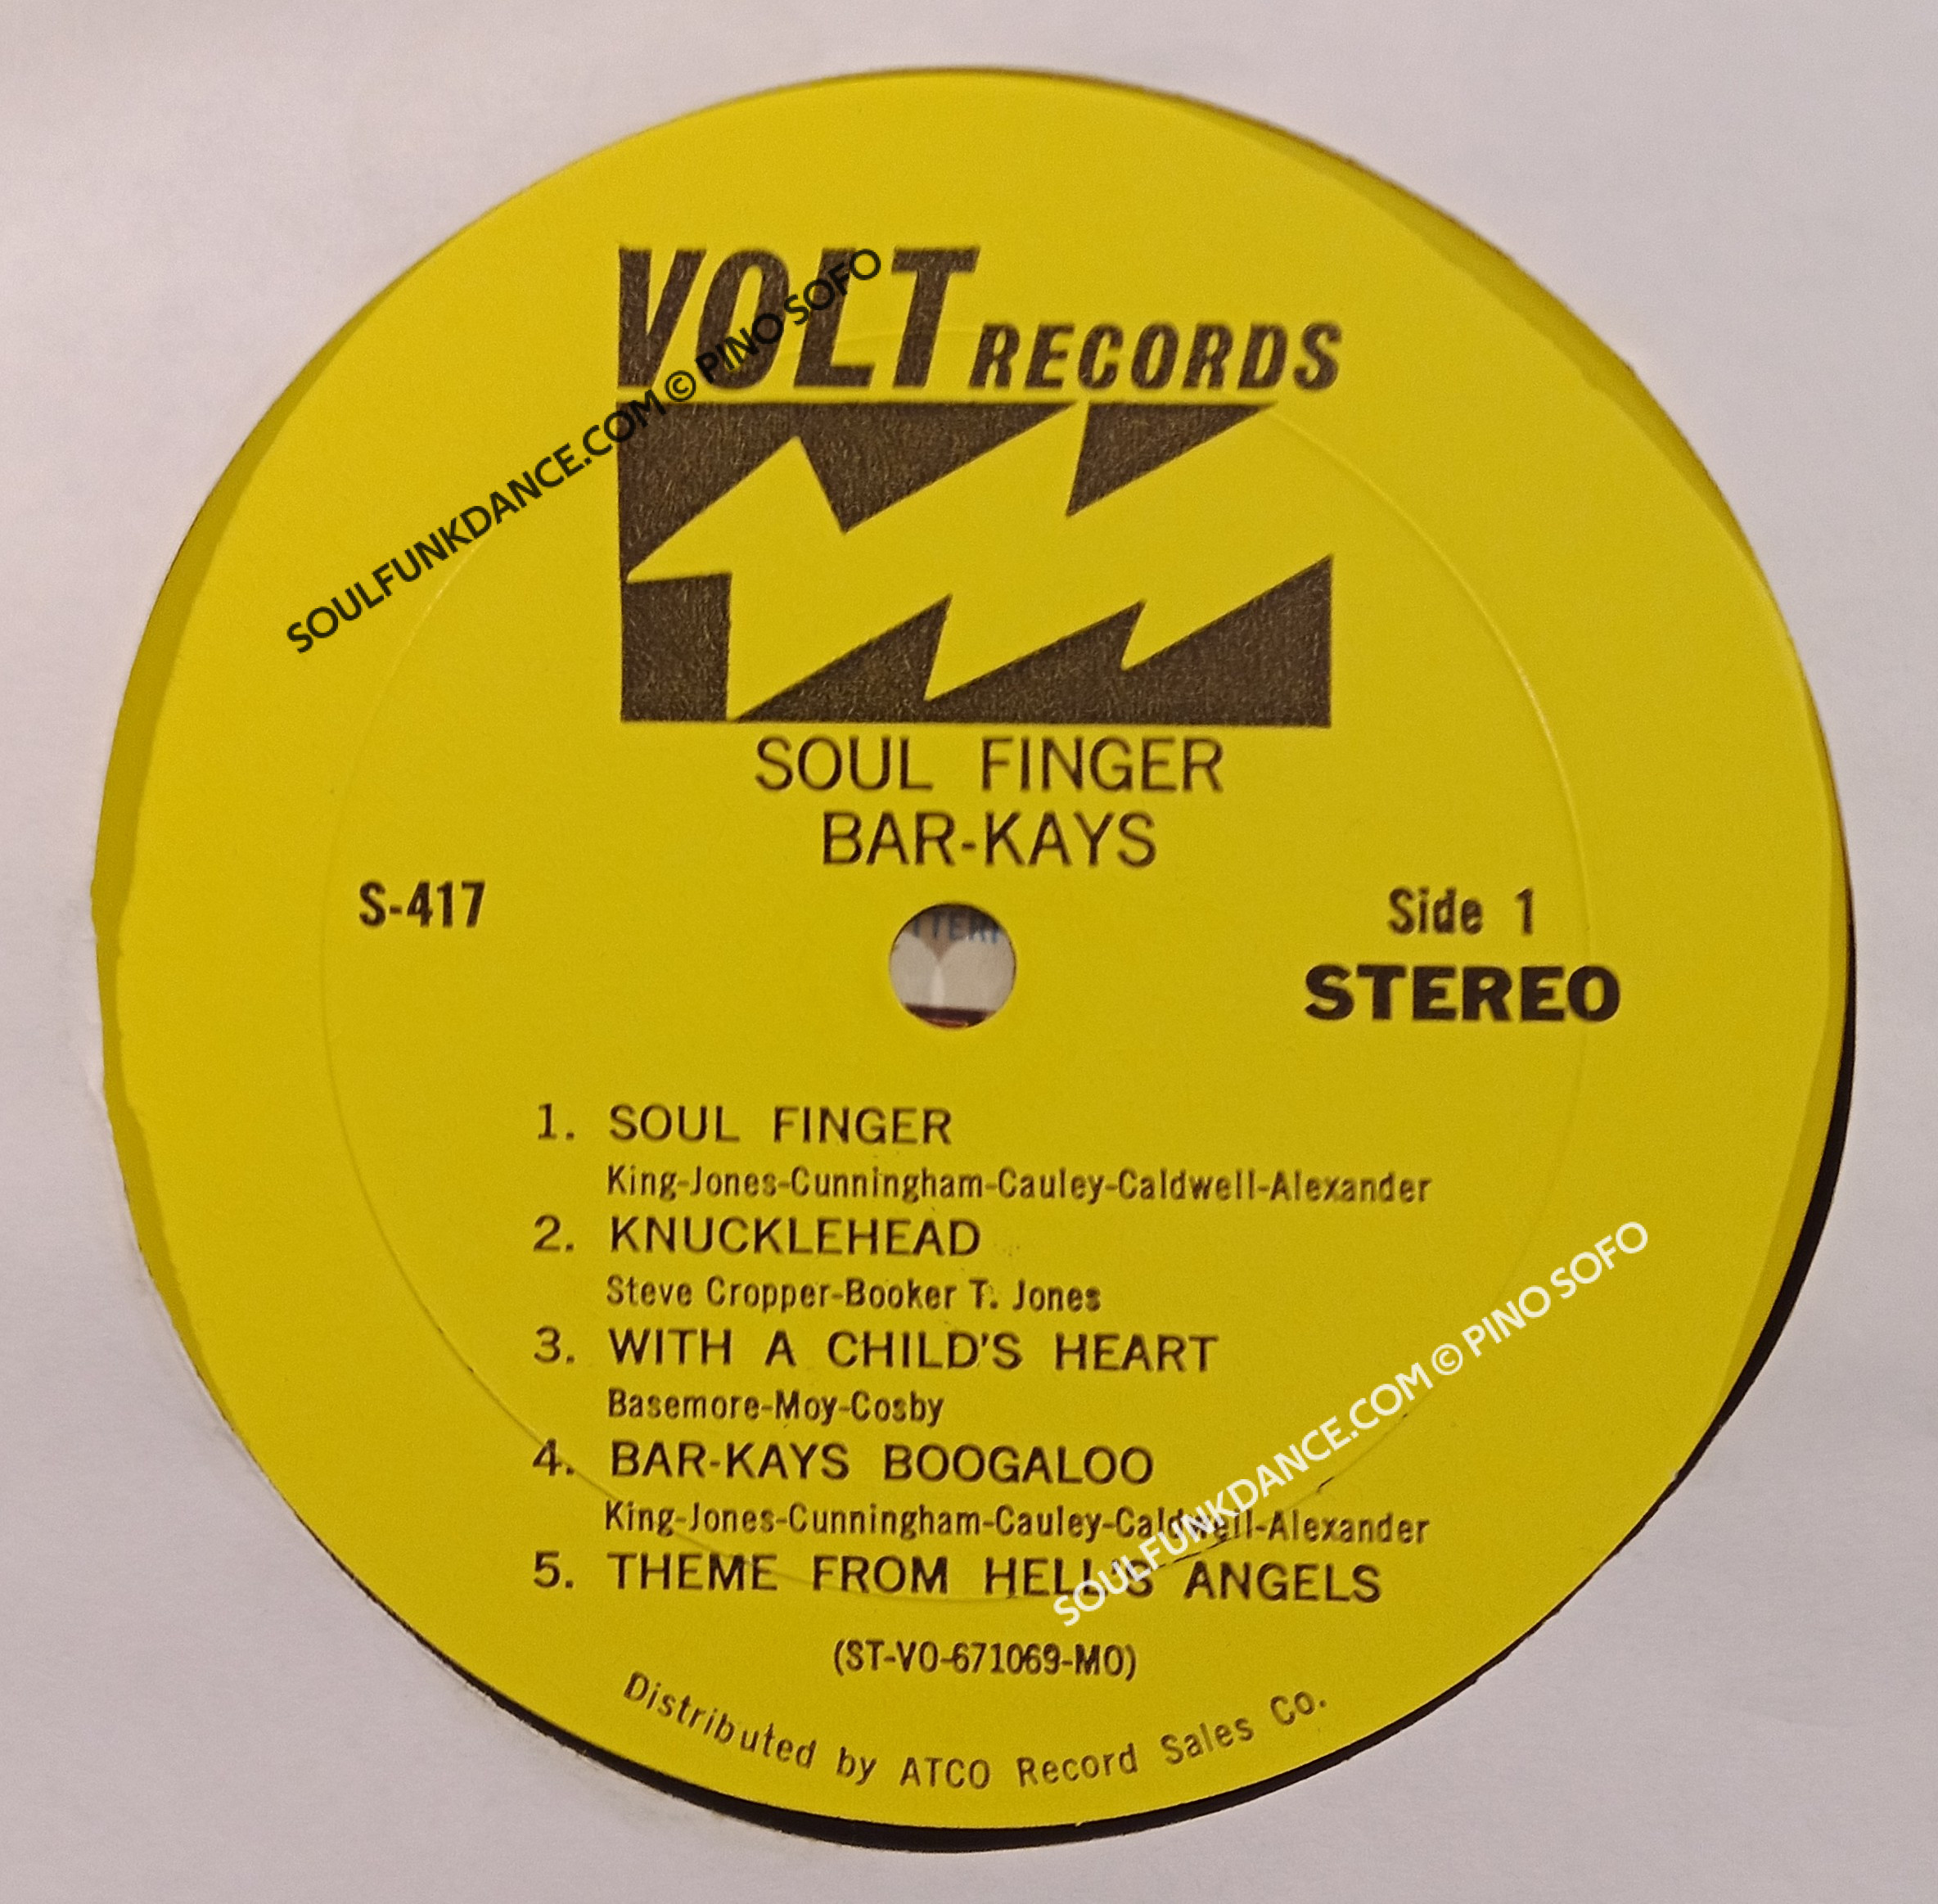 VOLT RECORDS
SOULFUNKDANCE.COM © PINO SOFO
SOUL FINGER
BAR-KAYS
S-417
Side 1
STEREO
1. SOUL FINGER
King-Jones-Cunningham-Cauley-Caldwell-Alexander
2. KNUCKLEHEAD
Steve Cropper-Booker T. Jones
3. WITH A CHILD'S HEART
Basemore-Moy-Cosby
4. BAR-KAYS BOOGALOO
King-Jones-Cunningham-Cauley-Caldwell-Alexander
5. THEME FROM HELL'S ANGELS
SOULFUNKDANCE.COM © PINO SOFO
(ST-VO-671069-MO)
Distributed by ATCO Record Sales Co.